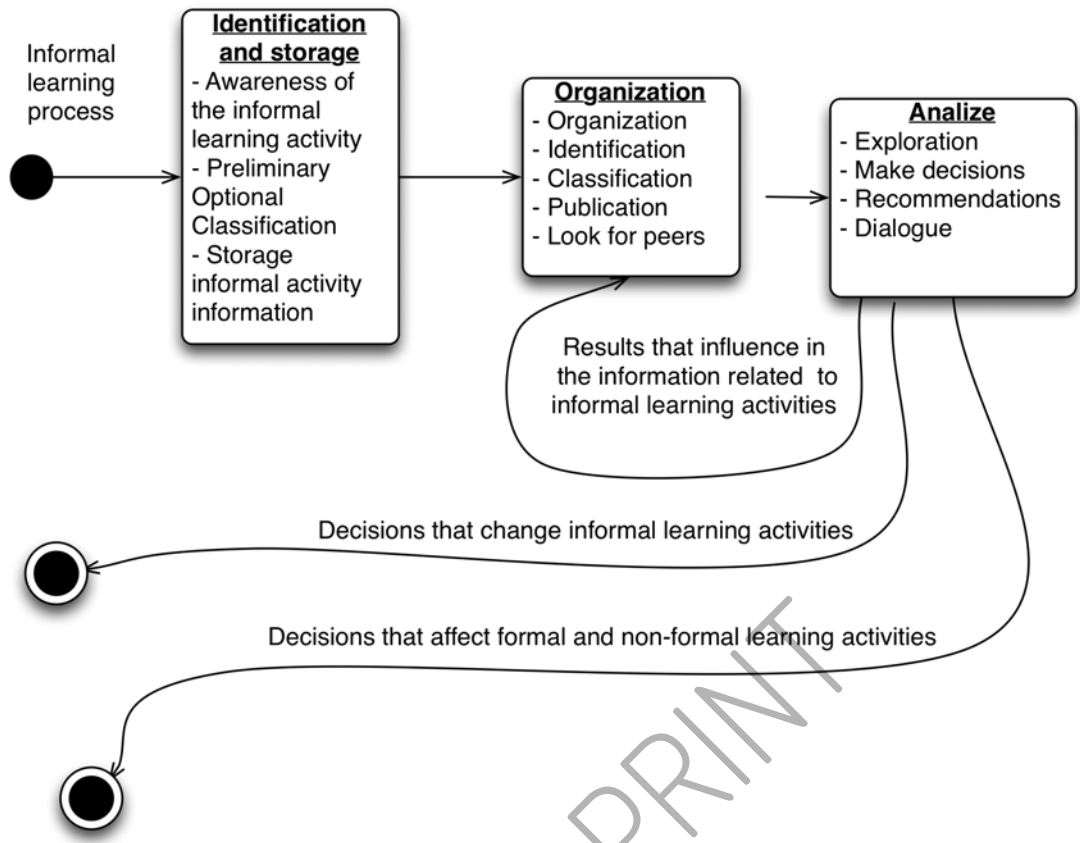 Informal
learning
process
Identification
and storage
- Awareness of
the informal
learning activity
- Preliminary
Optional
Classification
- Storage
informal activity
information
Organization
- Organization
- Identification
- Classification
- Publication
- Look for peers
Analize
- Exploration
- Make decisions
- Recommendations
- Dialogue
Results that influence in
the information related to
informal learning activities
Decisions that change informal learning activities
Decisions that affect formal and non-formal learning activities
PRINT